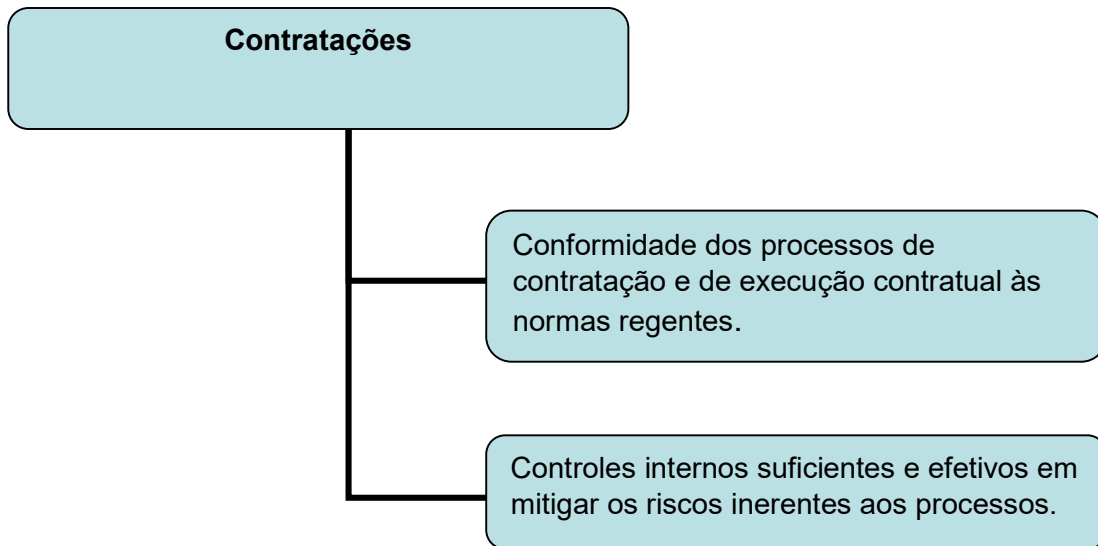 Contratações
Conformidade dos processos de
contratação e de execução contratual às
normas regentes.
Controles internos suficientes e efetivos em
mitigar os riscos inerentes aos processos.